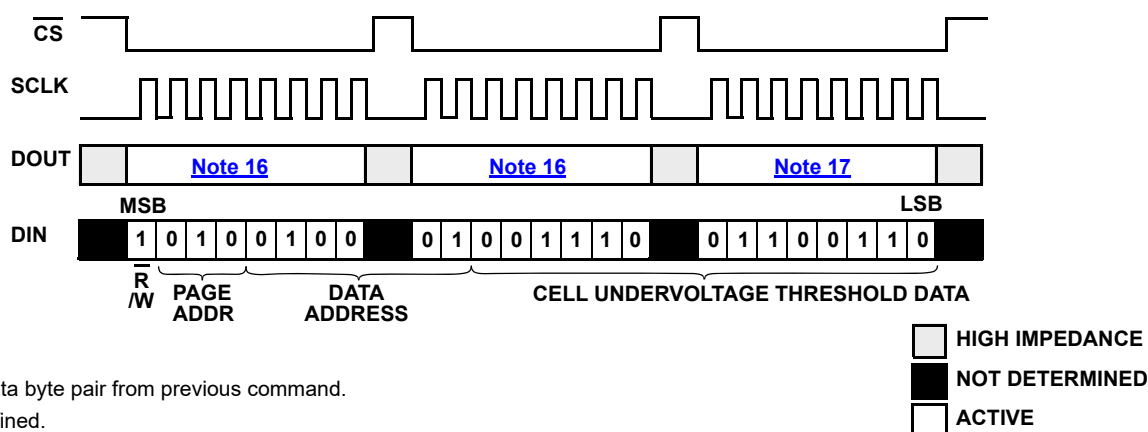 CS
SCLK
DOUT Note 16 Note 16 Note 17
MSB LSB
DIN 1 0 1 0 0 1 0 0 0 1 0 0 1 1 1 0 0 1 1 0 0 1 1 0
R
/W
PAGE
ADDR
DATA
ADDRESS
CELL UNDERVOLTAGE THRESHOLD DATA
HIGH IMPEDANCE
NOT DETERMINED
ACTIVE
ta byte pair from previous command.
ined.